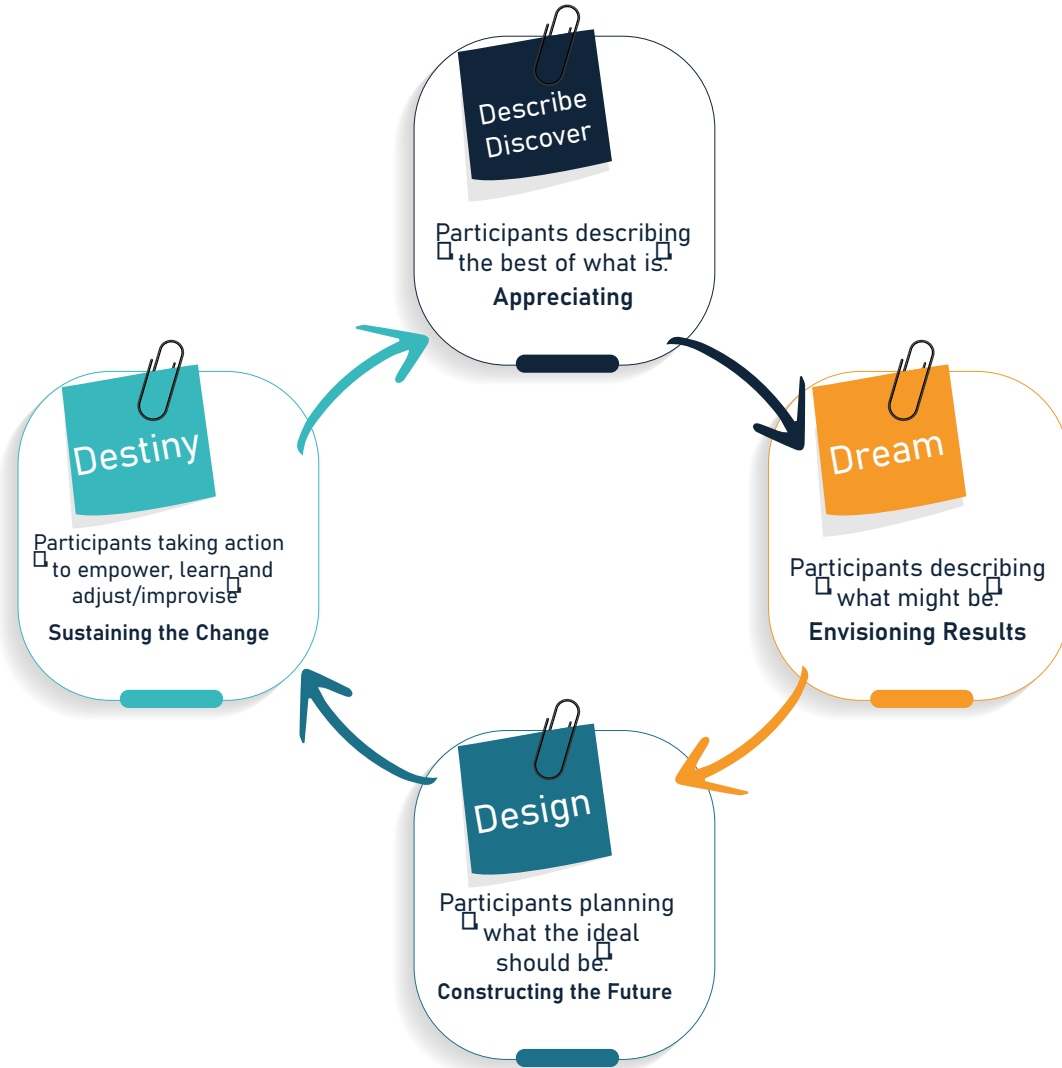 Describe
Discover
Participants describing
the best of what is.
Appreciating
Dream
Participants describing
what might be.
Envisioning Results
Design
Participants planning
what the ideal
should be.
Constructing the Future
Destiny
Participants taking action
to empower, learn and
adjust/improvise
Sustaining the Change